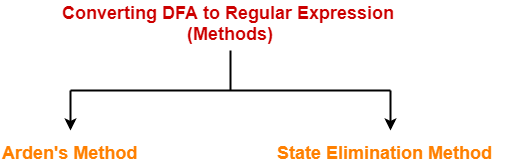 Converting DFA to Regular Expression
(Methods)
Arden's Method
State Elimination Method